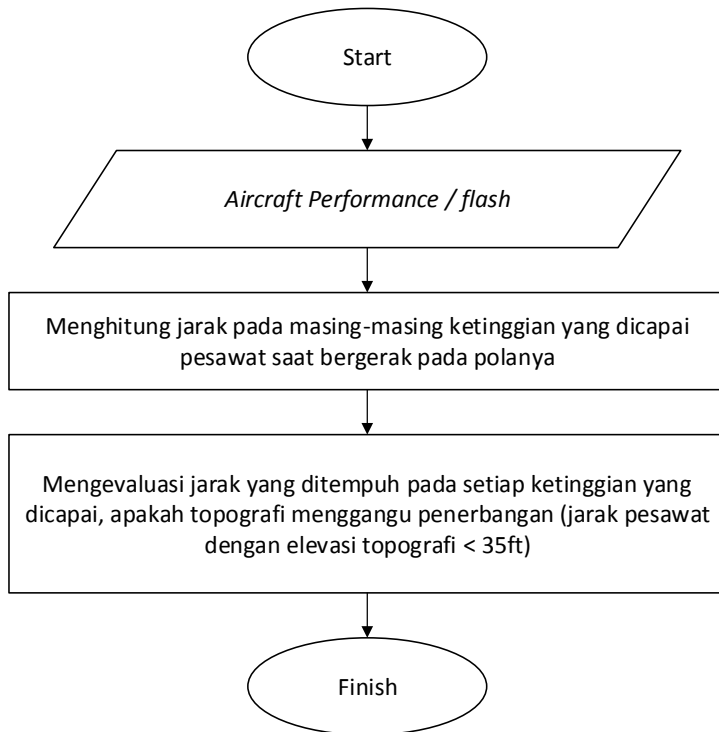 Start
Aircraft Performance / flash
Menghitung jarak pada masing-masing ketinggian yang dicapai
pesawat saat bergerak pada polanya
Mengevaluasi jarak yang ditempuh pada setiap ketinggian yang
dicapai, apakah topografi menggangu penerbangan (jarak pesawat
dengan elevasi topografi < 35ft)
Finish